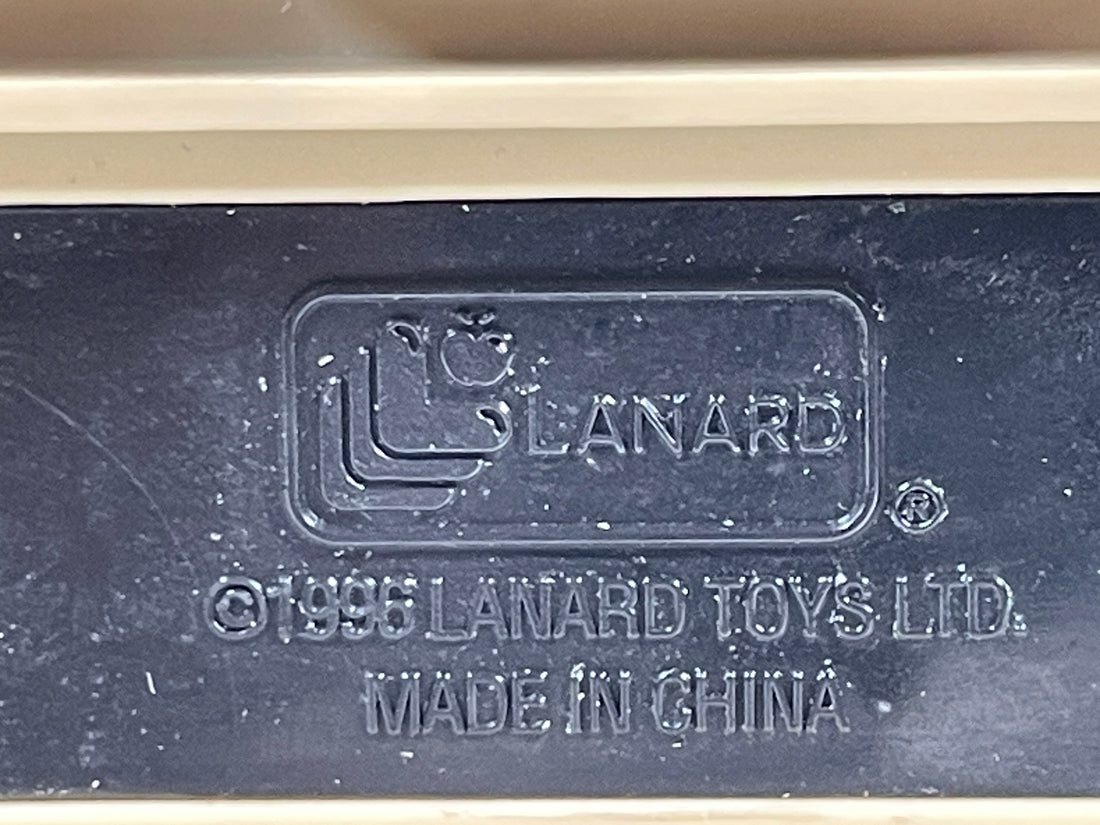 LANARD
®
©1996 LANARD TOYS LTD.
MADE IN CHINA